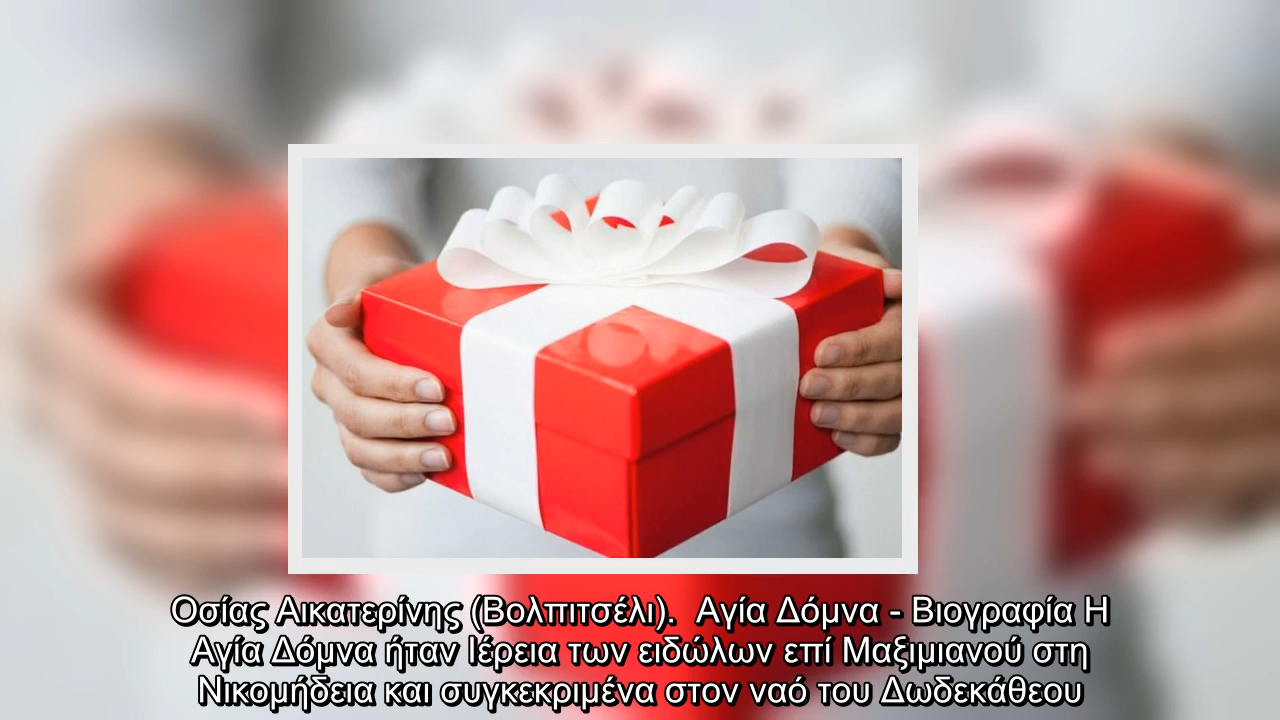 Οσίας Αικατερίνης (Βολπιτσέλι).  Αγία Δόμνα - Βιογραφία Η
Αγία Δόμνα ήταν Ιέρεια των ειδώλων επί Μαξιμιανού στη
Νικομήδεια και συγκεκριμένα στον ναό του Δωδεκάθεου